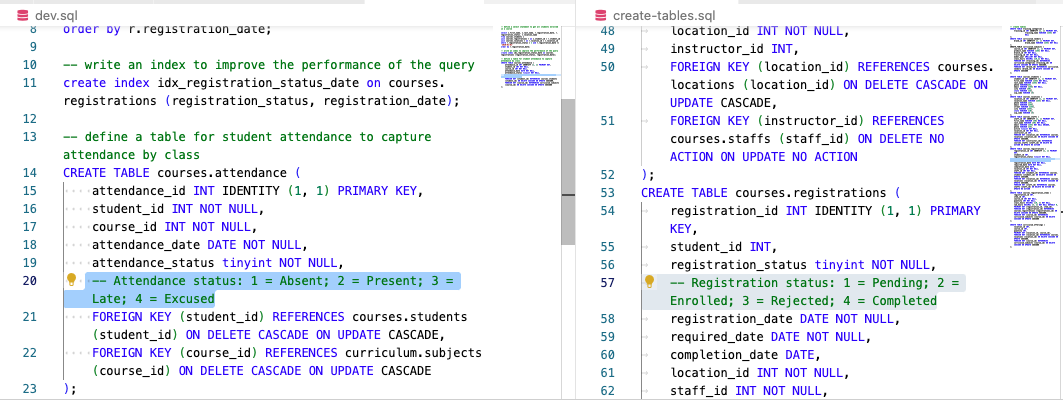 dev.sql
8 order by r.registration_date;
9
10 -- write an index to improve the performance of the query
11 create index idx_registration_status_date on courses.
registrations (registration_status, registration_date);
12
13 -- define a table for student attendance to capture
attendance by class
14 CREATE TABLE courses.attendance (
15 attendance_id INT IDENTITY (1, 1) PRIMARY KEY,
16 student_id INT NOT NULL,
17 course_id INT NOT NULL,
18 attendance_date DATE NOT NULL,
19 attendance_status tinyint NOT NULL,
20 -- Attendance status: 1 = Absent; 2 = Present; 3 =
Late; 4 = Excused
21 FOREIGN KEY (student_id) REFERENCES courses.students
(student_id) ON DELETE CASCADE ON UPDATE CASCADE,
22 FOREIGN KEY (course_id) REFERENCES curriculum.subjects
(course_id) ON DELETE CASCADE ON UPDATE CASCADE
23 );
create-tables.sql
48 location_id INT NOT NULL,
49 instructor_id INT,
50 FOREIGN KEY (location_id) REFERENCES courses.
locations (location_id) ON DELETE CASCADE ON
UPDATE CASCADE,
51 FOREIGN KEY (instructor_id) REFERENCES
courses.staffs (staff_id) ON DELETE NO
ACTION ON UPDATE NO ACTION
52 );
53 CREATE TABLE courses.registrations (
54 registration_id INT IDENTITY (1, 1) PRIMARY
KEY,
55 student_id INT,
56 registration_status tinyint NOT NULL,
57 -- Registration status: 1 = Pending; 2 =
Enrolled; 3 = Rejected; 4 = Completed
58 registration_date DATE NOT NULL,
59 required_date DATE NOT NULL,
60 completion_date DATE,
61 location_id INT NOT NULL,
62 staff_id INT NOT NULL,